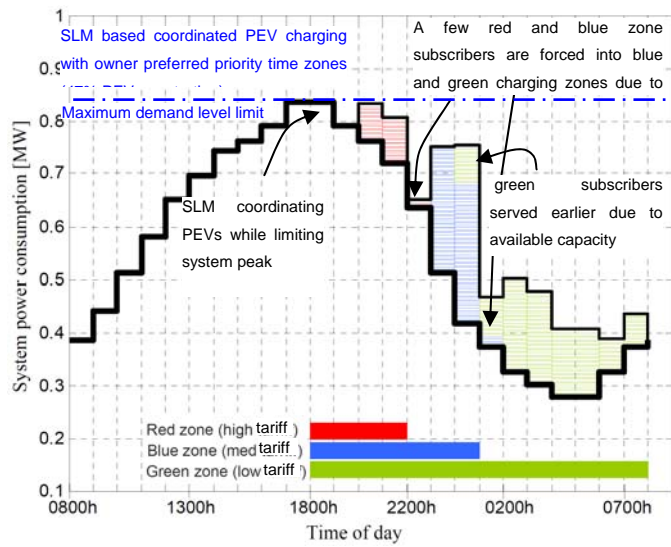 SLM based coordinated PEV charging
with owner preferred priority time zones
Maximum demand level limit
A few red and blue zone
subscribers are forced into blue
and green charging zones due to
SLM coordinating
PEVs while limiting
system peak
green subscribers
served earlier due to
available capacity
System power consumption [MW]
0.8
0.7
0.6
0.5
0.4
0.3
0.2
0.1
Red zone (high tariff )
Blue zone (med )
Green zone (low tariff )
0800h 1300h 1800h 2200h 0200h 0700h
Time of day